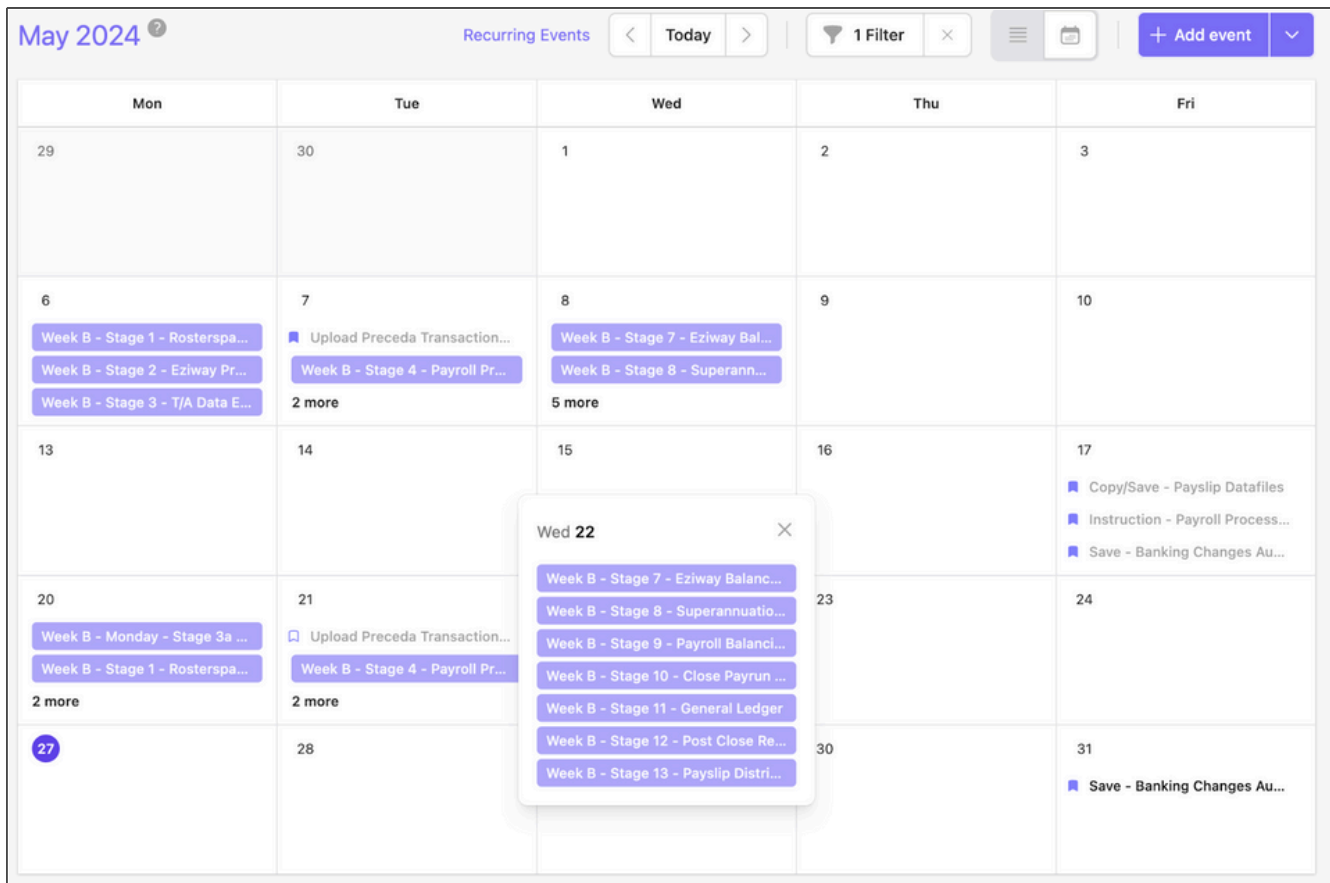 May 2024 ?
Recurring Events
Today
1 Filter
+ Add event
Mon Tue Wed Thu Fri
29 30 1 2 3
6 7 8 9 10
Week B - Stage 1 - Rosterspa...
Week B - Stage 2 - Eziway Pr...
Week B - Stage 3 - T/A Data E...
Upload Preceda Transaction...
Week B - Stage 4 - Payroll Pr...
2 more
Week B - Stage 7 - Eziway Bal...
Week B - Stage 8 - Superann...
5 more
13 14 15 16 17
Copy/Save - Payslip Datafiles
Instruction - Payroll Process...
Save - Banking Changes Au...
Wed 22
Week B - Stage 7 - Eziway Balanc...
Week B - Stage 8 - Superannuatio...
Week B - Stage 9 - Payroll Balanci...
Week B - Stage 10 - Close Payrun ...
Week B - Stage 11 - General Ledger
Week B - Stage 12 - Post Close Re...
Week B - Stage 13 - Payslip Distri...
20 21 23 24
Week B - Monday - Stage 3a ...
Week B - Stage 1 - Rosterspa...
2 more
Upload Preceda Transaction...
Week B - Stage 4 - Payroll Pr...
2 more
27 28 30 31
Save - Banking Changes Au...